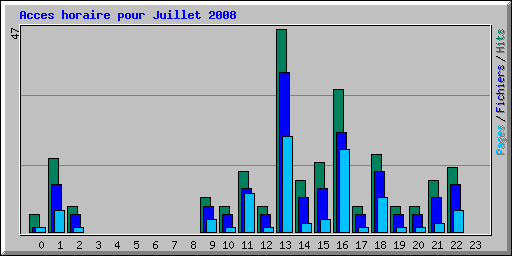 Acces horaire pour Juillet 2008
47
Pages / Fichiers / Hits
0 1 2 3 4 5 6 7 8 9 10 11 12 13 14 15 16 17 18 19 20 21 22 23